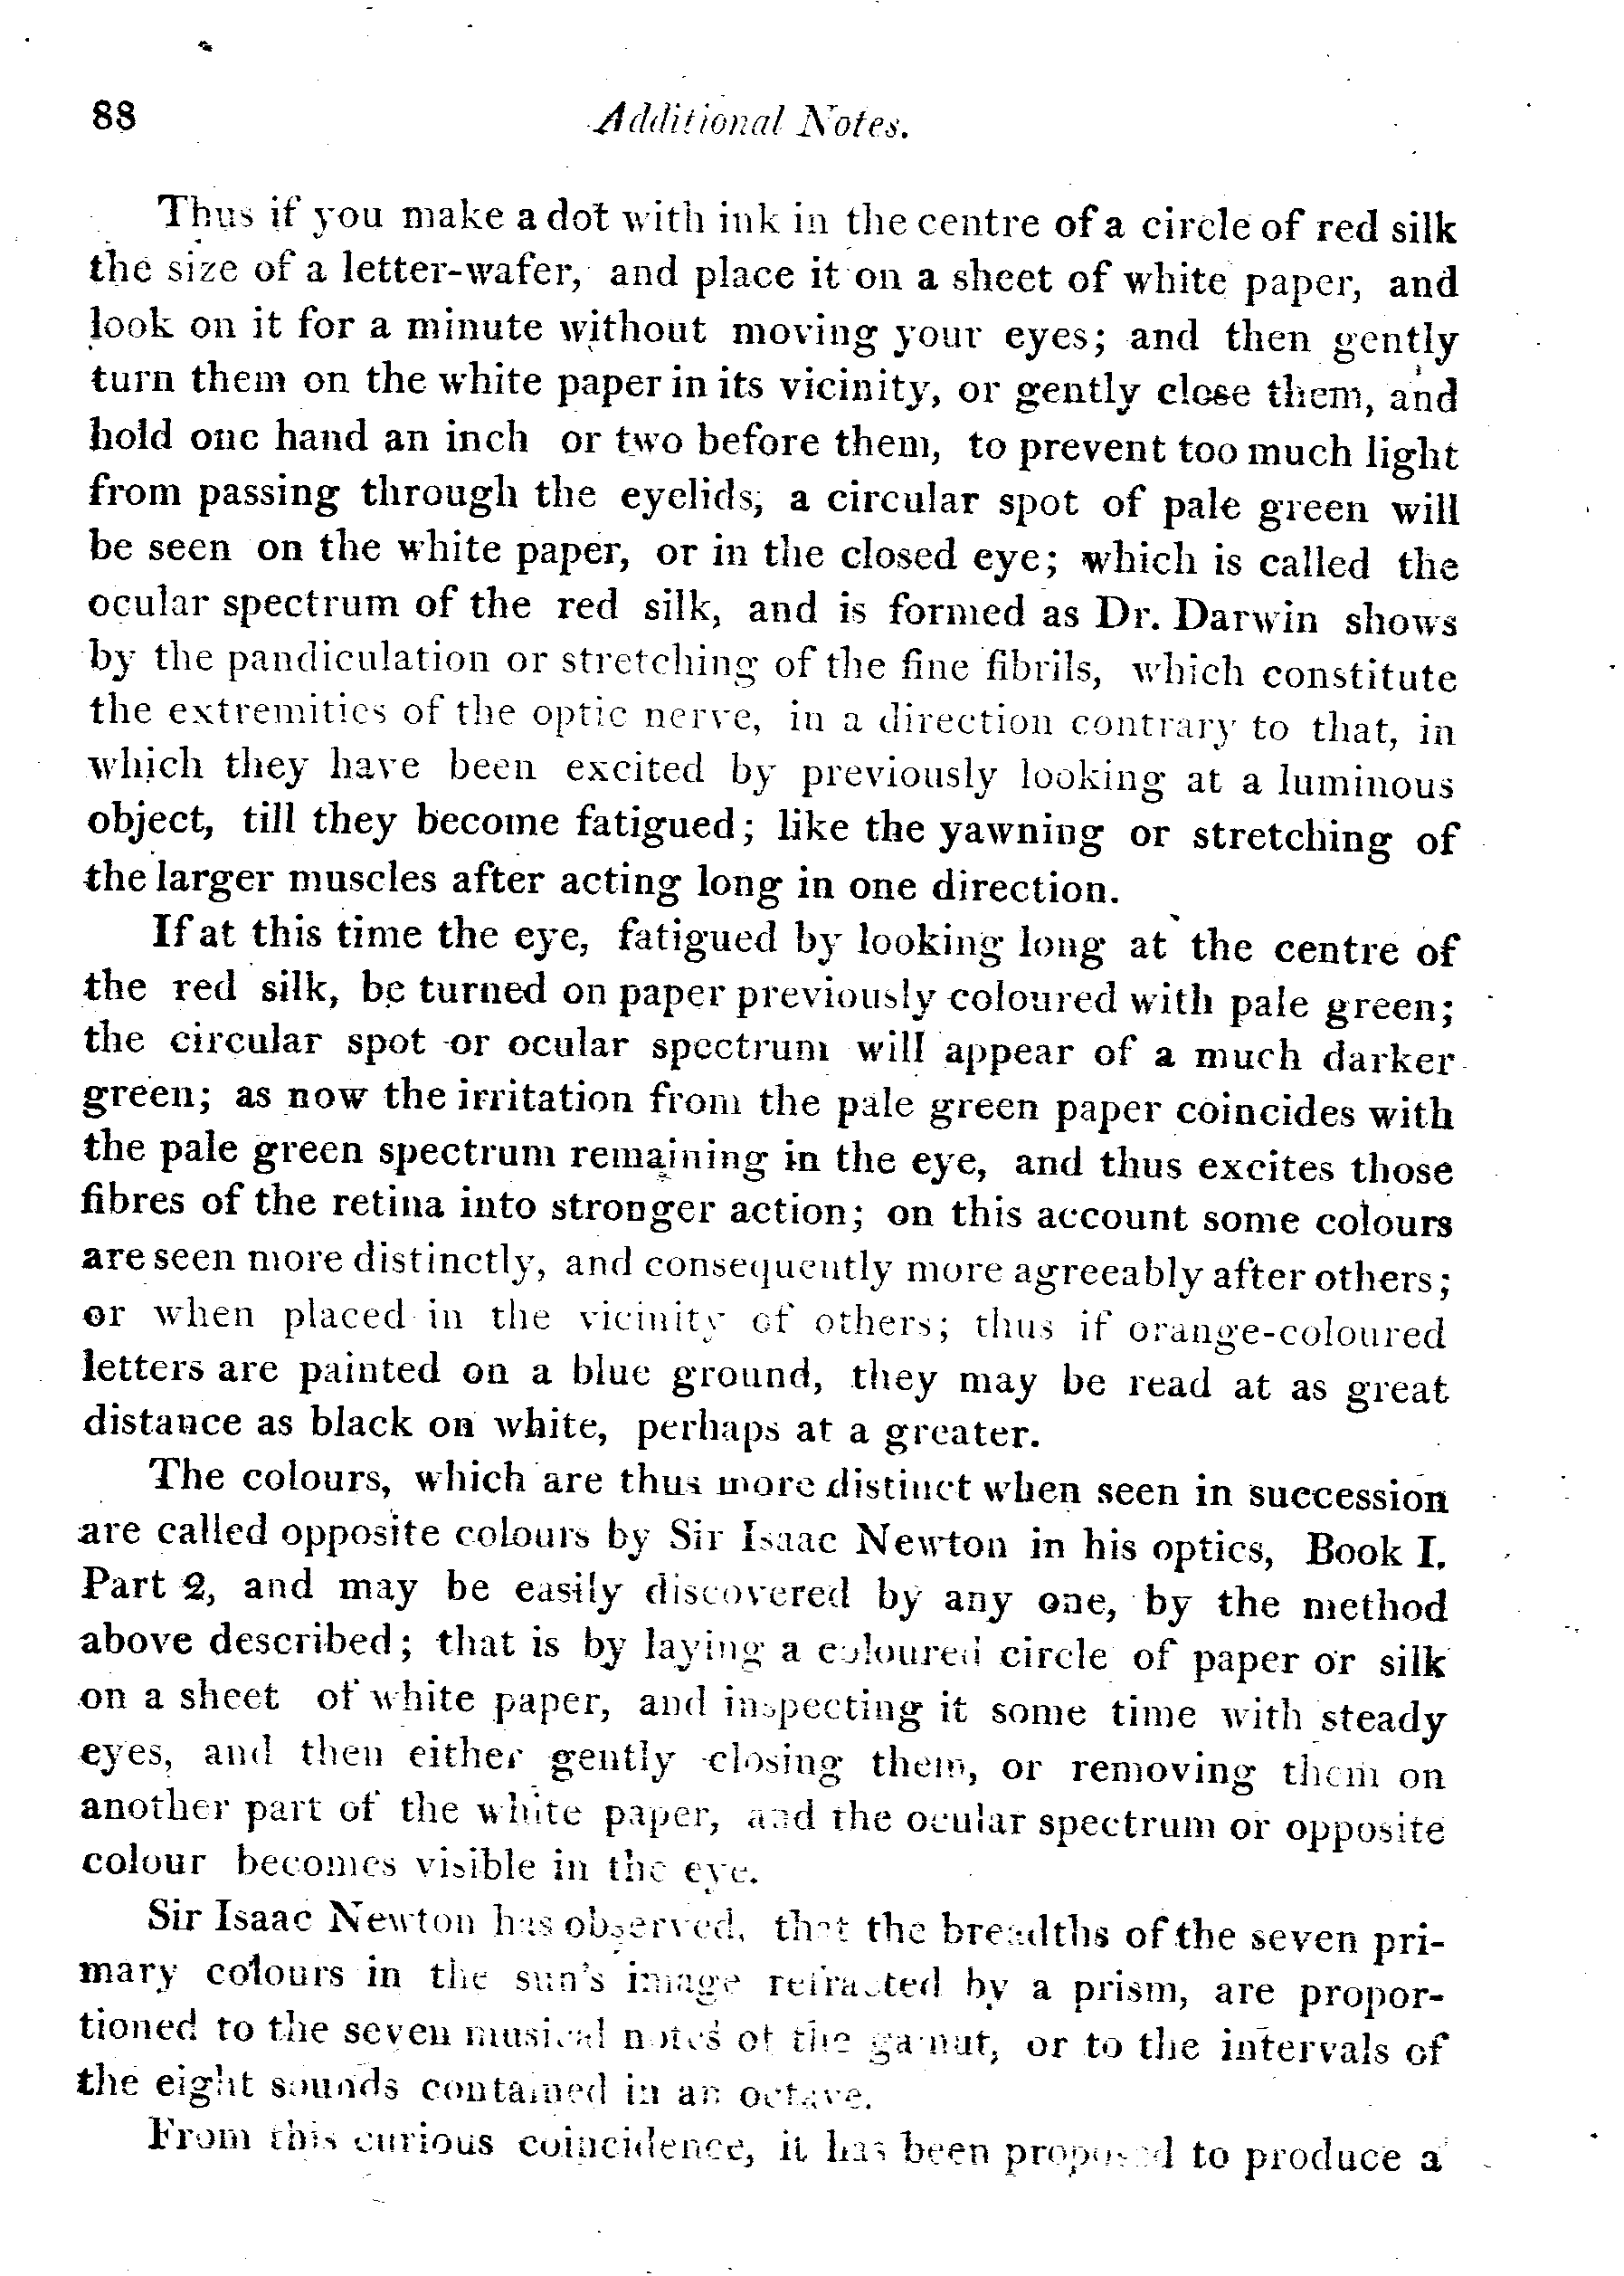 88 Additional Notes.
Thus if you make a dot with ink in the centre of a circle of red silk
the size of a letter-wafer, and place it on a sheet of white paper, and
look on it for a minute without moving your eyes; and then gently
turn them on the white paper in its vicinity, or gently close them, and
hold one hand an inch or two before them, to prevent too much light
from passing through the eyelids, a circular spot of pale green will
be seen on the white paper, or in the closed eye; which is called the
ocular spectrum of the red silk, and is formed as Dr. Darwin shows
by the pandiculation or stretching of the fine fibrils, which constitute
the extremities of the optic nerve, in a direction contrary to that, in
which they have been excited by previously looking at a luminous
object, till they become fatigued; like the yawning or stretching of
the larger muscles after acting long in one direction.
If at this time the eye, fatigued by looking long at the centre of
the red silk, be turned on paper previously coloured with pale green;
the circular spot or ocular spectrum will appear of a much darker
green; as now the irritation from the pale green paper coincides with
the pale green spectrum remaining in the eye, and thus excites those
fibres of the retina into stronger action; on this account some colours
are seen more distinctly, and consequently more agreeably after others;
or when placed in the vicinity of others; thus if orange-coloured
letters are painted on a blue ground, they may be read at as great
distance as black on white, perhaps at a greater.
The colours, which are thus more distinct when seen in succession
are called opposite colours by Sir Isaac Newton in his optics, Book I.
Part 2, and may be easily discovered by any one, by the method
above described; that is by laying a coloured circle of paper or silk
on a sheet of white paper, and inspecting it some time with steady
eyes, and then either gently closing them, or removing them on
another part of the white paper, and the ocular spectrum or opposite
colour becomes visible in the eye.
Sir Isaac Newton has observed, that the breadths of the seven pri-
mary colours in the sun's image refracted by a prism, are propor-
tioned to the seven musical notes of the gamut, or to the intervals of
the eight sounds contained in an octave.
From this curious coincidence, it has been proposed to produce a